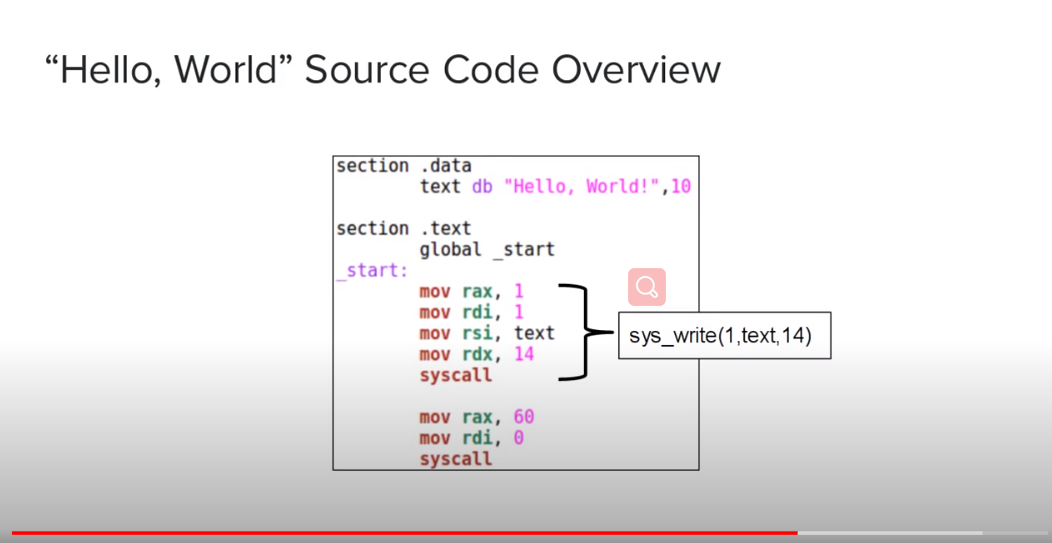 “Hello, World” Source Code Overview
section .data
text db "Hello, World!",10
section .text
global _start
_start:
mov rax, 1
mov rdi, 1
mov rsi, text
mov rdx, 14
syscall
sys_write(1,text,14)
mov rax, 60
mov rdi, 0
syscall